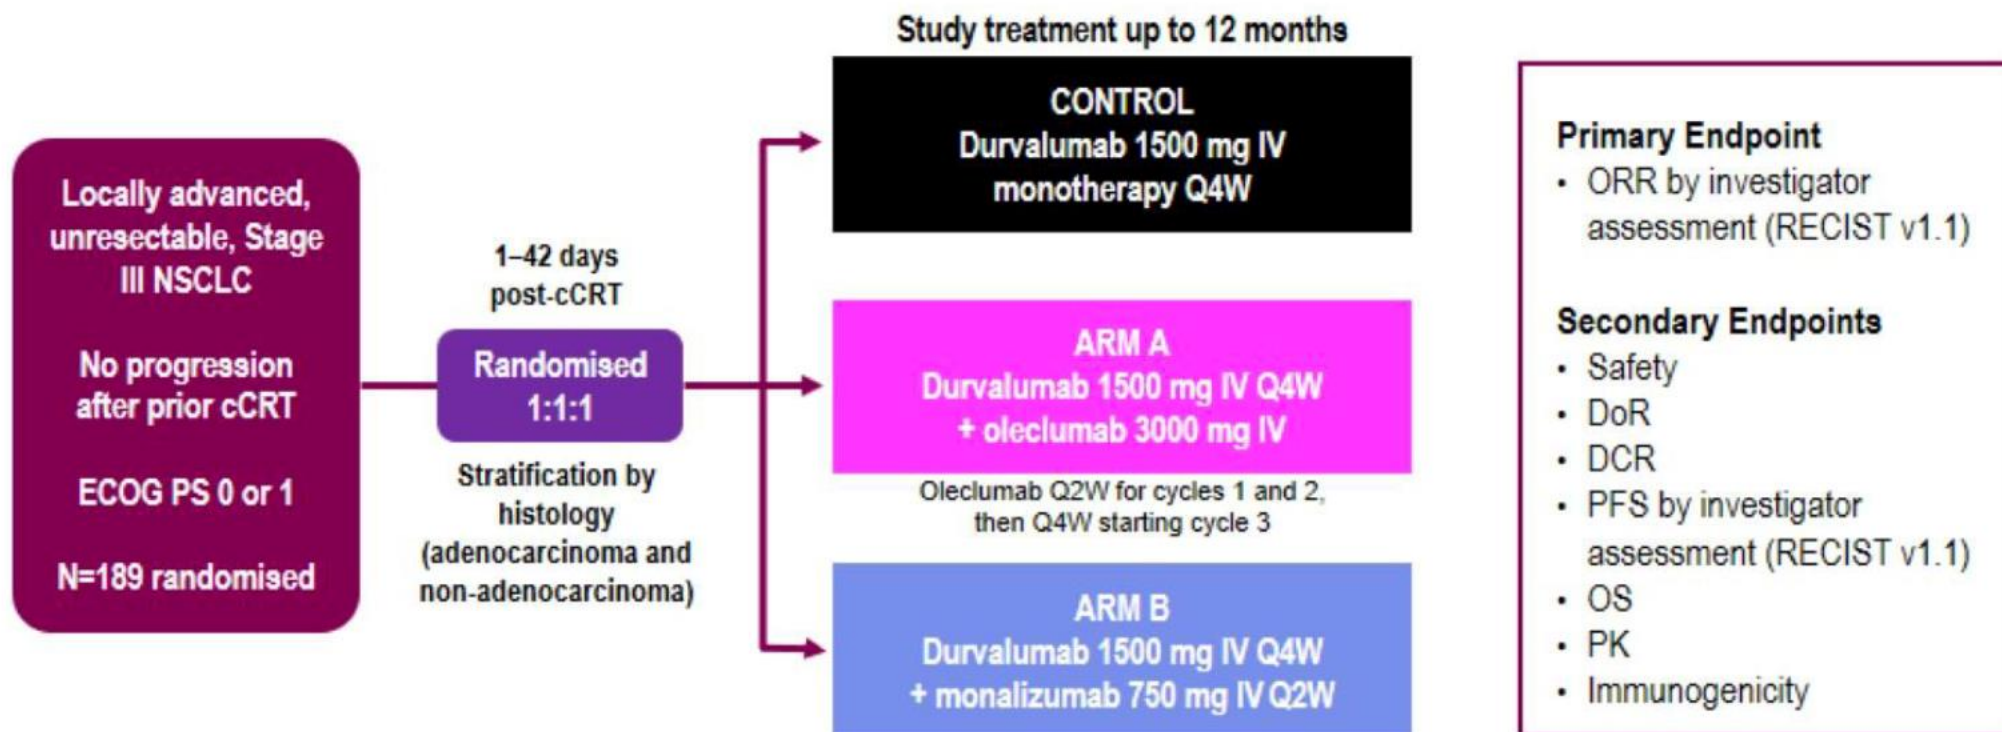 Study treatment up to 12 months
Locally advanced,
unresectable, Stage
III NSCLC
No progression
after prior cCRT
ECOG PS 0 or 1
N=189 randomised
1–42 days
post-cCRT
Randomised
1:1:1
Stratification by
histology
(adenocarcinoma and
non-adenocarcinoma)
CONTROL
Durvalumab 1500 mg IV
monotherapy Q4W
ARM A
Durvalumab 1500 mg IV Q4W
+ oleclumab 3000 mg IV
Oleclumab Q2W for cycles 1 and 2,
then Q4W starting cycle 3
ARM B
Durvalumab 1500 mg IV Q4W
+ monalizumab 750 mg IV Q2W
Primary Endpoint
• ORR by investigator
assessment (RECIST v1.1)
Secondary Endpoints
• Safety
• DoR
• DCR
• PFS by investigator
assessment (RECIST v1.1)
• OS
• PK
• Immunogenicity